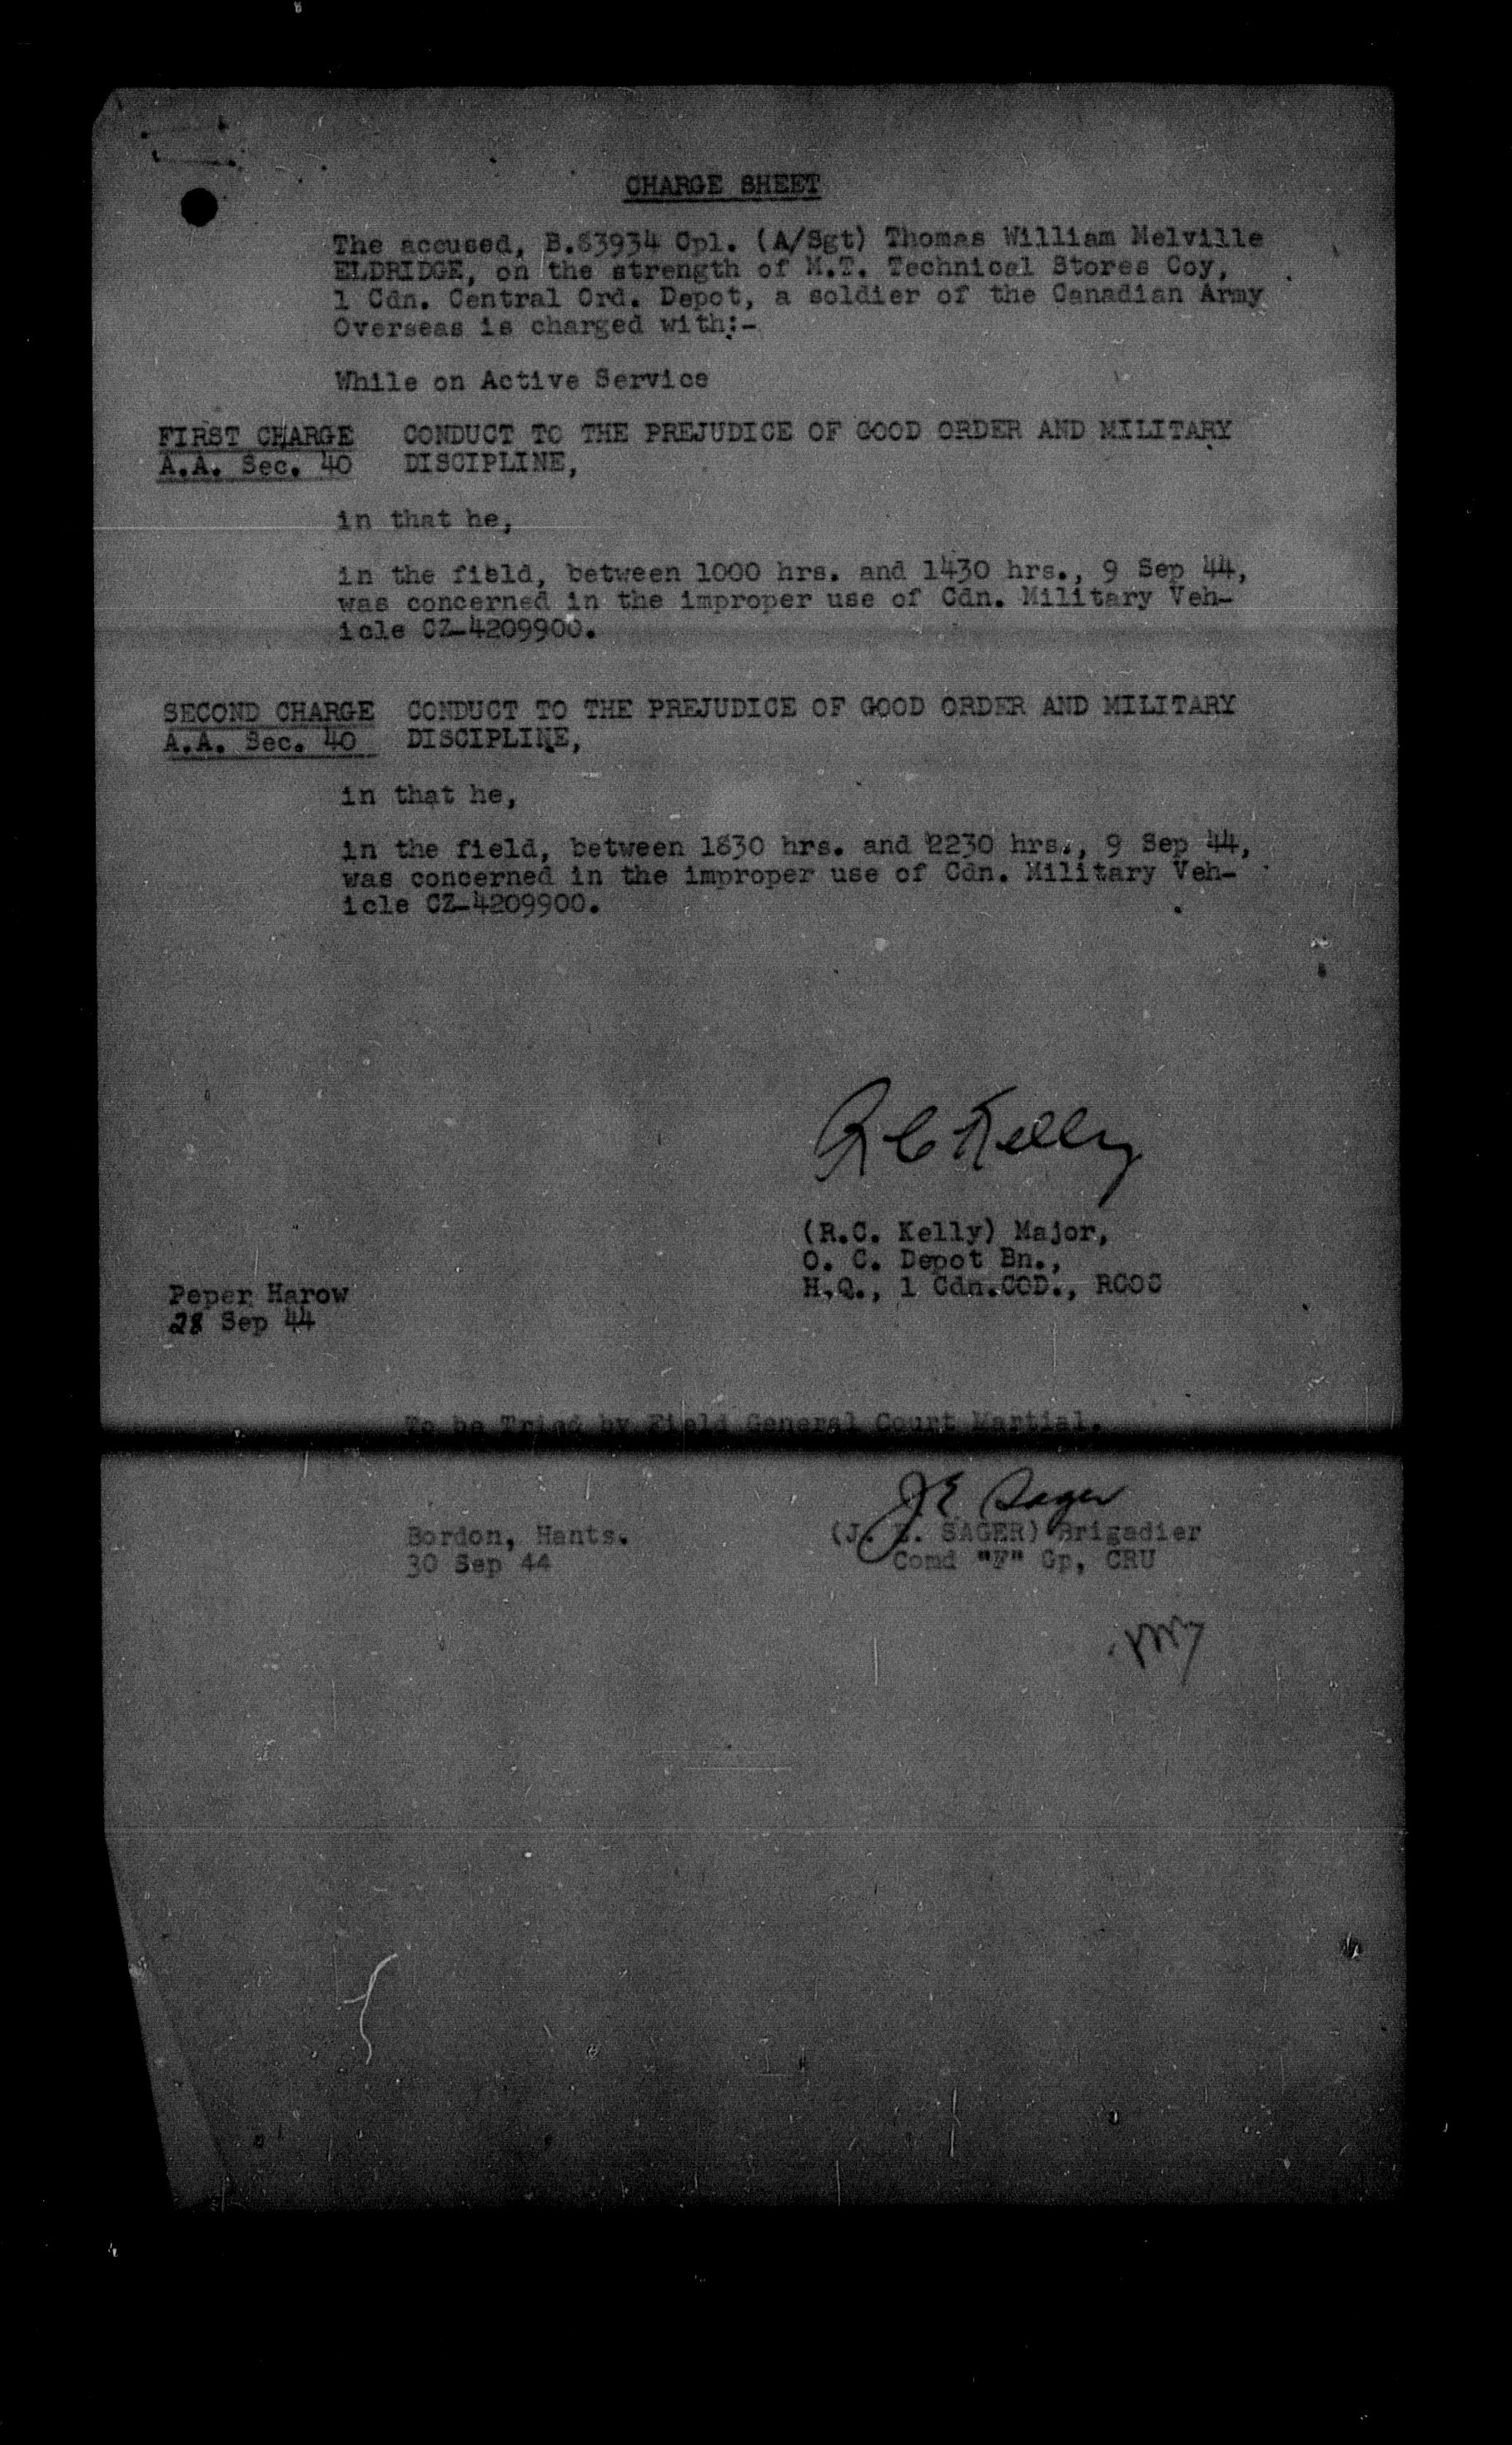 CHARGE SHEET
The accused, B.83934 Cpl. (A/Sgt) Thomas William Melville
ELDRIDGE, on the strength of M.T. Technical Stores Coy,
1 Cdn. Central Ord. Depot, a soldier of the Canadian Army
Overseas is charged with:-
While on Active Service
FIRST CHARGE CONDUCT TO THE PREJUDICE OF GOOD ORDER AND MILITARY
A.A. Sec. 40 DISCIPLINE,
in that he,
in the field, between 1000 hrs. and 1430 hrs., 9 Sep 44,
was concerned in the improper use of Cdn. Military Veh-
icle CZ-4209900.
SECOND CHARGE CONDUCT TO THE PREJUDICE OF GOOD ORDER AND MILITARY
A.A. Sec. 40 DISCIPLINE,
in that he,
in the field, between 1830 hrs. and 2230 hrs., 9 Sep 44,
was concerned in the improper use of Cdn. Military Veh-
icle CZ-4209900.
R C Kelly
(R.C. Kelly) Major,
O. C. Depot Bn.,
H.Q., 1 Cdn.COD., RCOC
Peper Harow
28 Sep 44
To be Tried by Field General Court Martial.
J E Sager
(J. E. SAGER) Brigadier
Comd "F" Gp, CRU
Bordon, Hants.
30 Sep 44